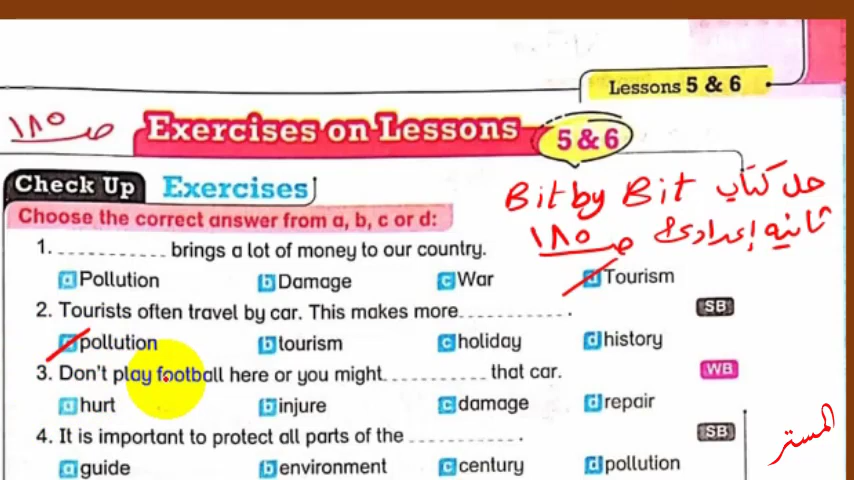 Lessons 5 & 6
ص ١٨٥
Exercises on Lessons 5 & 6
حل كتاب Bit by Bit
تانيه إعدادى ص ١٨٥
Check Up Exercises
Choose the correct answer from a, b, c or d:
1. ............ brings a lot of money to our country.
a Pollution b Damage c War d Tourism
2. Tourists often travel by car. This makes more ............ . SB
a pollution b tourism c holiday d history
3. Don't play football here or you might ............ that car. WB
a hurt b injure c damage d repair
4. It is important to protect all parts of the ............ . SB
a guide b environment c century d pollution
المستر